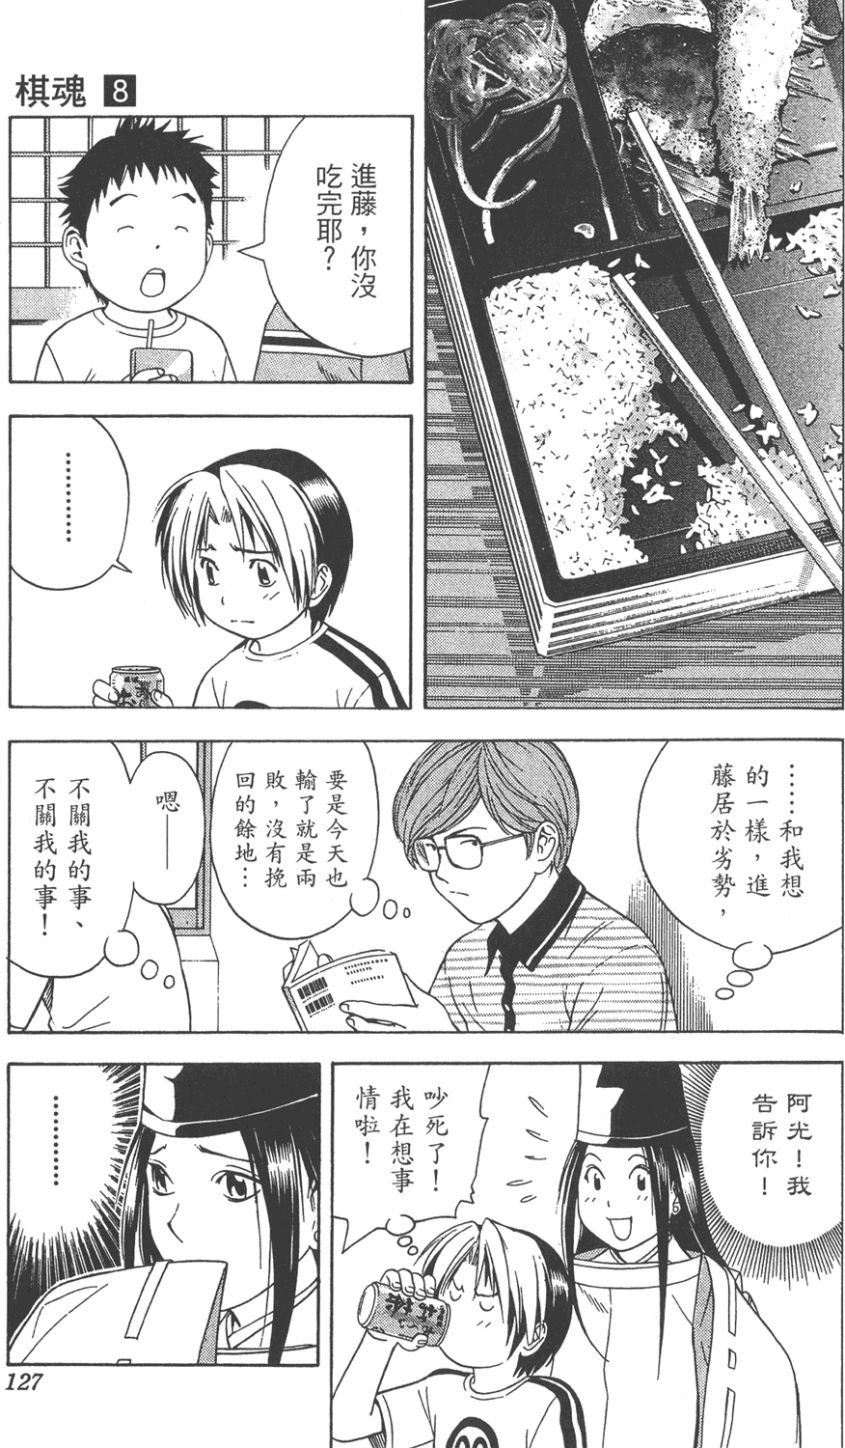 棋魂 8
進藤，你沒
吃完耶？
………
……和我想
的一樣，進
藤居於劣勢，
要是今天也
輸了就是兩
敗，沒有挽
回的餘地…
嗯——
不關我的事、
不關我的事！
阿光！我
告訴你！
吵死了！
我在想事
情啦！
………
127